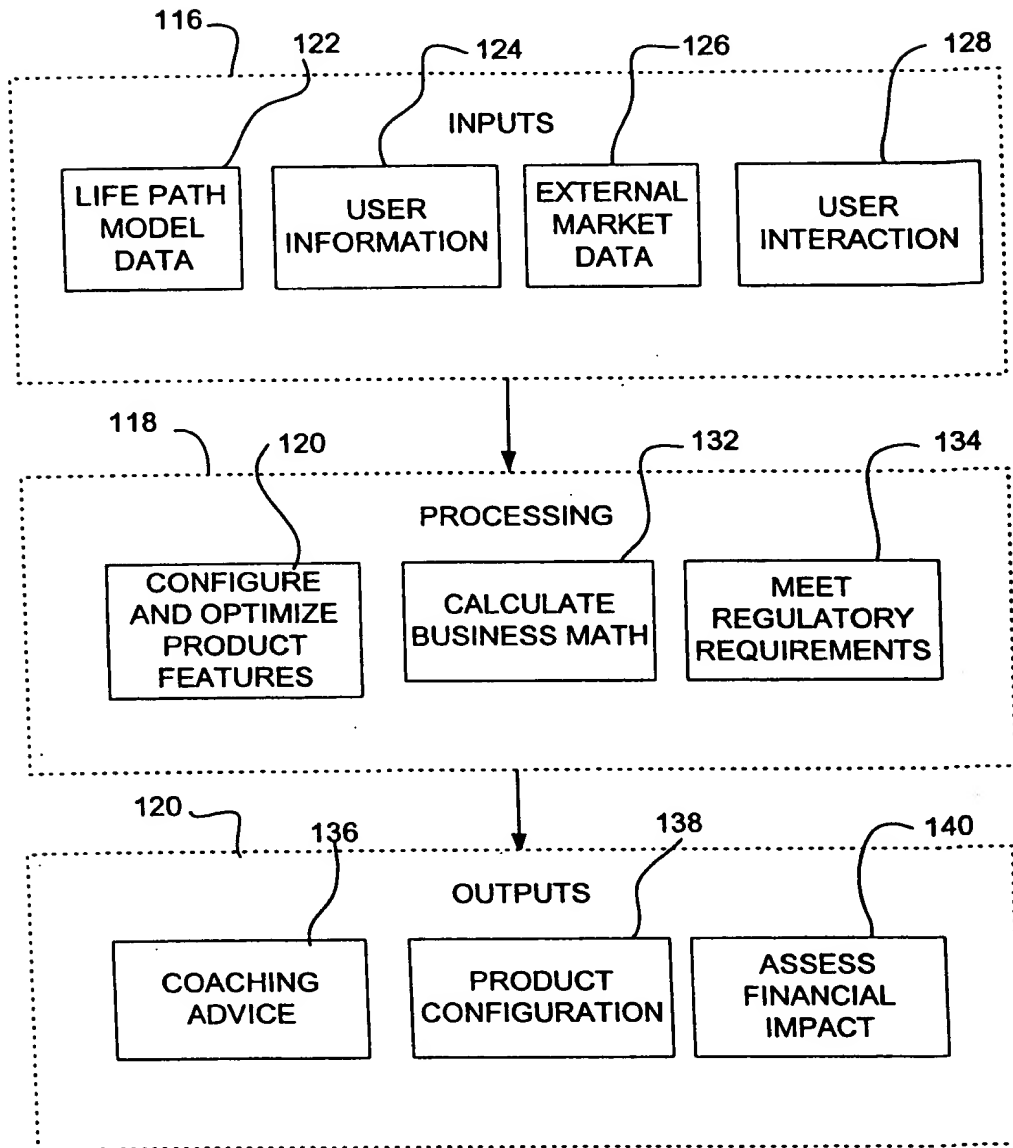 116
122
124
126
128
INPUTS
LIFE PATH
MODEL
DATA
USER
INFORMATION
EXTERNAL
MARKET
DATA
USER
INTERACTION
118
120
132
134
PROCESSING
CONFIGURE
AND OPTIMIZE
PRODUCT
FEATURES
CALCULATE
BUSINESS MATH
MEET
REGULATORY
REQUIREMENTS
120
136
138
140
OUTPUTS
COACHING
ADVICE
PRODUCT
CONFIGURATION
ASSESS
FINANCIAL
IMPACT